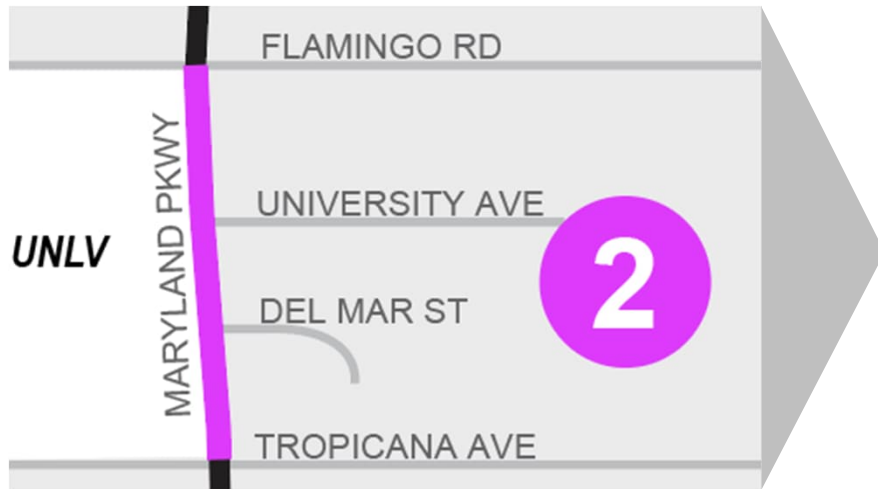 FLAMINGO RD
MARYLAND PKWY
UNIVERSITY AVE
UNLV
2
DEL MAR ST
TROPICANA AVE